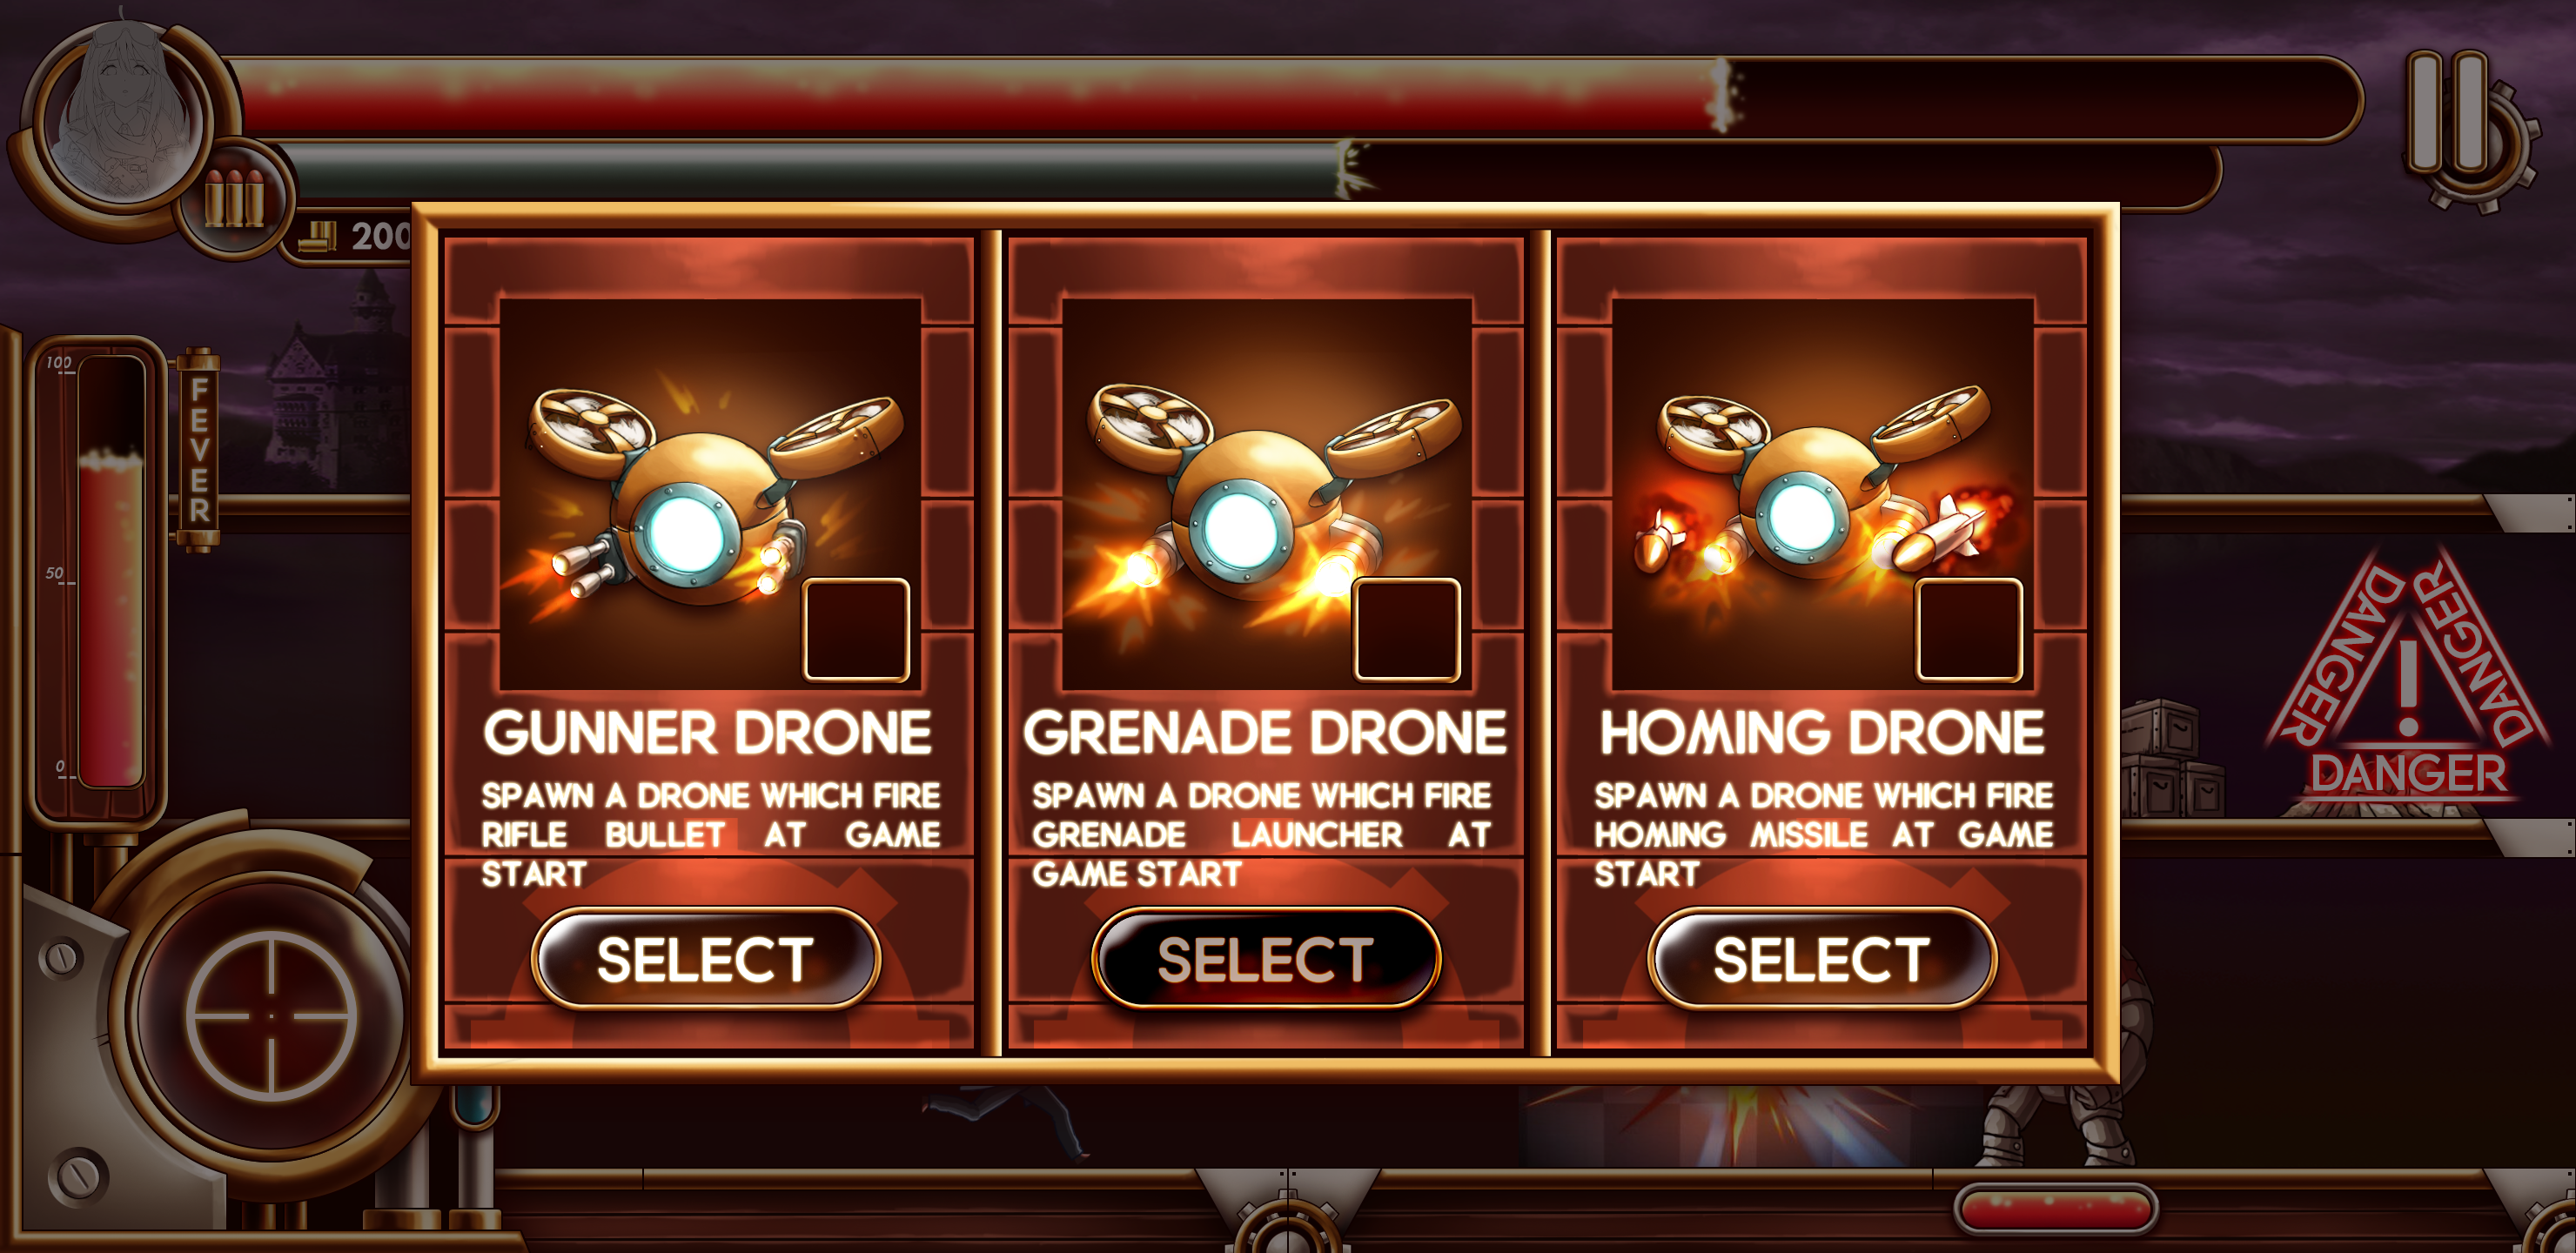 200
100
50
0
FEVER
GUNNER DRONE
SPAWN A DRONE WHICH FIRE
RIFLE BULLET AT GAME
START
SELECT
GRENADE DRONE
SPAWN A DRONE WHICH FIRE
GRENADE LAUNCHER AT
GAME START
SELECT
HOMING DRONE
SPAWN A DRONE WHICH FIRE
HOMING MISSILE AT GAME
START
SELECT
DANGER
DANGER
!
DANGER